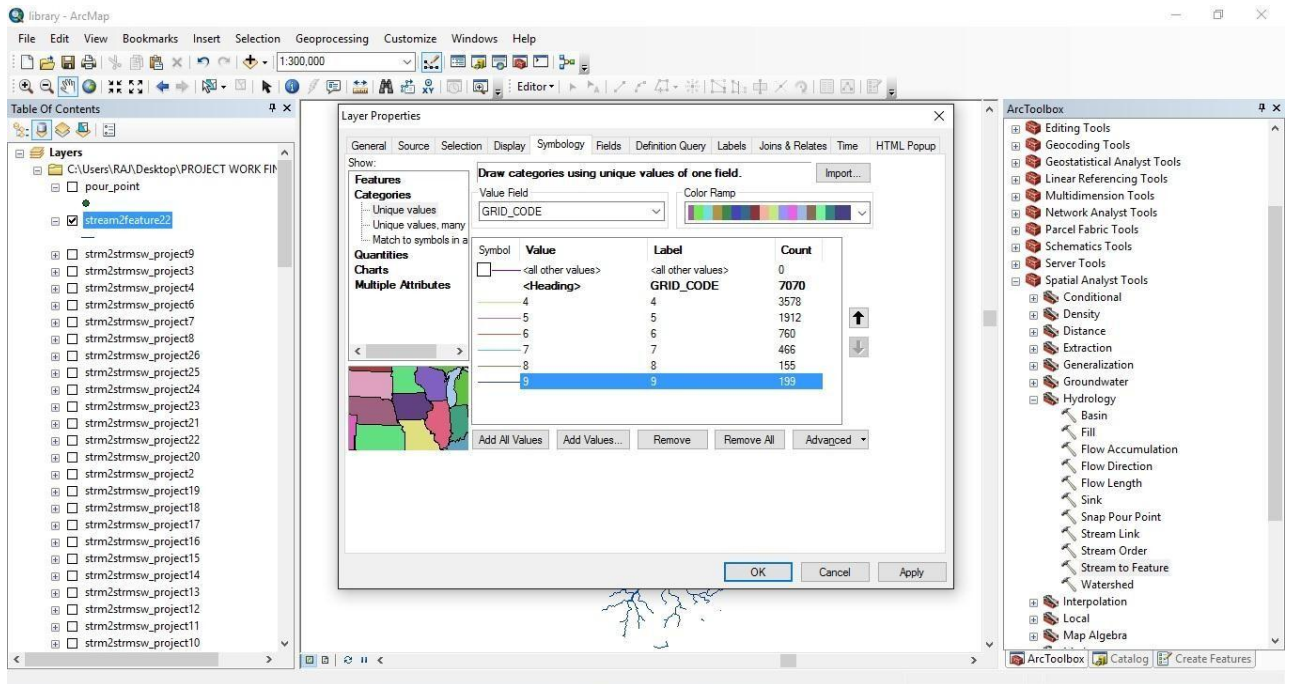 library - ArcMap
File Edit View Bookmarks Insert Selection Geoprocessing Customize Windows Help
1:300,000
Editor
Table Of Contents
Layers
C:\Users\RAJ\Desktop\PROJECT WORK FIN
pour_point
stream2feature22
strm2strmsw_project9
strm2strmsw_project3
strm2strmsw_project4
strm2strmsw_project6
strm2strmsw_project7
strm2strmsw_project8
strm2strmsw_project26
strm2strmsw_project25
strm2strmsw_project24
strm2strmsw_project23
strm2strmsw_project21
strm2strmsw_project22
strm2strmsw_project20
strm2strmsw_project2
strm2strmsw_project19
strm2strmsw_project18
strm2strmsw_project17
strm2strmsw_project16
strm2strmsw_project15
strm2strmsw_project14
strm2strmsw_project13
strm2strmsw_project12
strm2strmsw_project11
strm2strmsw_project10
Layer Properties
General Source Selection Display Symbology Fields Definition Query Labels Joins & Relates Time HTML Popup
Show:
Features
Categories
Unique values
Unique values, many
Match to symbols in a
Quantities
Charts
Multiple Attributes
Draw categories using unique values of one field.
Import...
Value Field
Color Ramp
GRID_CODE
Symbol Value Label Count
<all other values> <all other values> 0
<Heading> GRID_CODE 7070
4 4 3578
5 5 1912
6 6 760
7 7 466
8 8 155
9 9 199
Add All Values Add Values... Remove Remove All Advanced
OK Cancel Apply
ArcToolbox
Editing Tools
Geocoding Tools
Geostatistical Analyst Tools
Linear Referencing Tools
Multidimension Tools
Network Analyst Tools
Parcel Fabric Tools
Schematics Tools
Server Tools
Spatial Analyst Tools
Conditional
Density
Distance
Extraction
Generalization
Groundwater
Hydrology
Basin
Fill
Flow Accumulation
Flow Direction
Flow Length
Sink
Snap Pour Point
Stream Link
Stream Order
Stream to Feature
Watershed
Interpolation
Local
Map Algebra
ArcToolbox Catalog Create Features